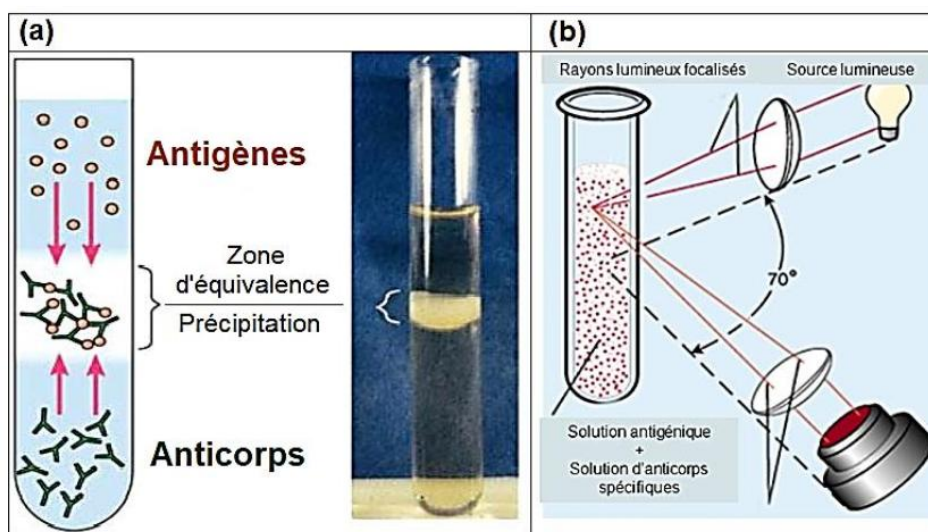 (a)
Antigènes
Zone
d'équivalence
Précipitation
Anticorps
(b)
Rayons lumineux focalisés
Source lumineuse
70°
Solution antigénique
+
Solution d'anticorps
spécifiques